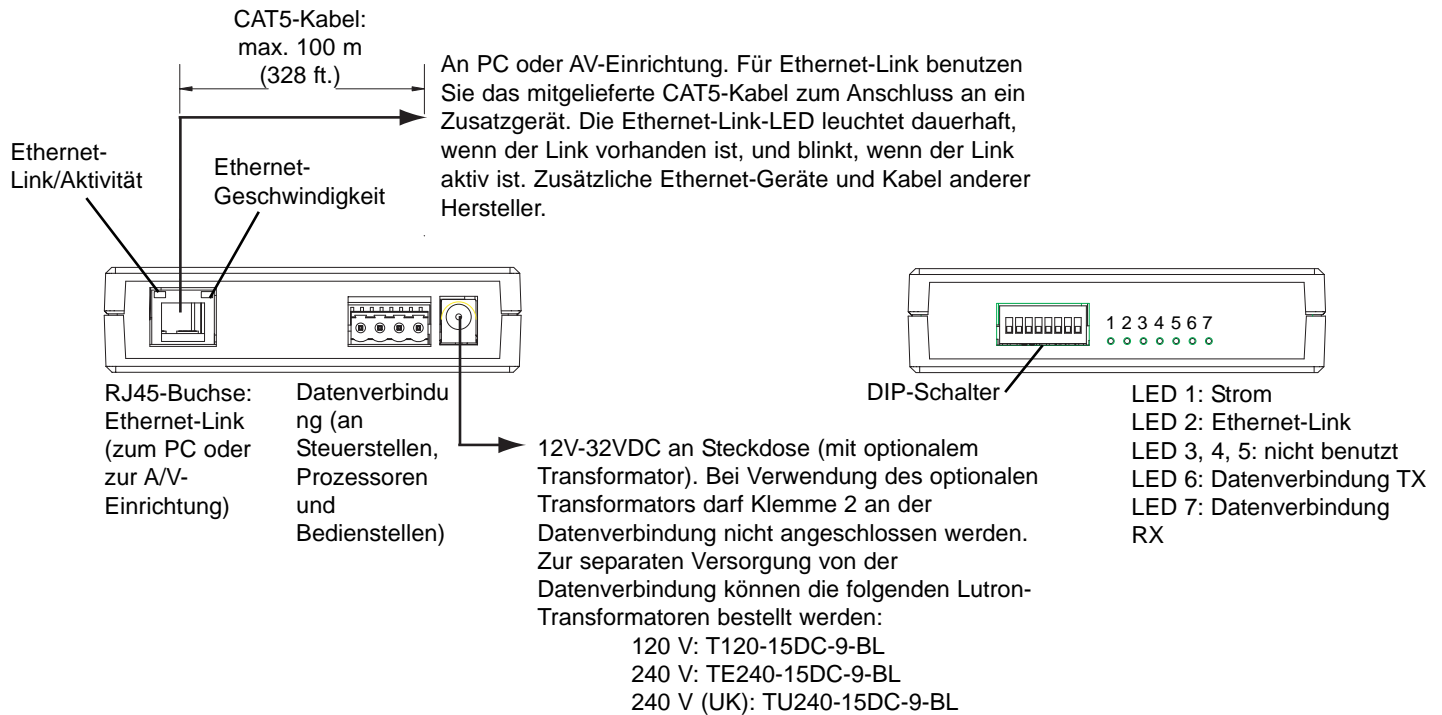 CAT5-Kabel:
max. 100 m
(328 ft.)
An PC oder AV-Einrichtung. Für Ethernet-Link benutzen
Sie das mitgelieferte CAT5-Kabel zum Anschluss an ein
Zusatzgerät. Die Ethernet-Link-LED leuchtet dauerhaft,
wenn der Link vorhanden ist, und blinkt, wenn der Link
aktiv ist. Zusätzliche Ethernet-Geräte und Kabel anderer
Hersteller.
Ethernet-
Link/Aktivität
Ethernet-
Geschwindigkeit
RJ45-Buchse:
Ethernet-Link
(zum PC oder
zur A/V-
Einrichtung)
Datenverbindu
ng (an
Steuerstellen,
Prozessoren
und
Bedienstellen)
12V-32VDC an Steckdose (mit optionalem
Transformator). Bei Verwendung des optionalen
Transformators darf Klemme 2 an der
Datenverbindung nicht angeschlossen werden.
Zur separaten Versorgung von der
Datenverbindung können die folgenden Lutron-
Transformatoren bestellt werden:
120 V: T120-15DC-9-BL
240 V: TE240-15DC-9-BL
240 V (UK): TU240-15DC-9-BL
1 2 3 4 5 6 7
DIP-Schalter
LED 1: Strom
LED 2: Ethernet-Link
LED 3, 4, 5: nicht benutzt
LED 6: Datenverbindung TX
LED 7: Datenverbindung
RX